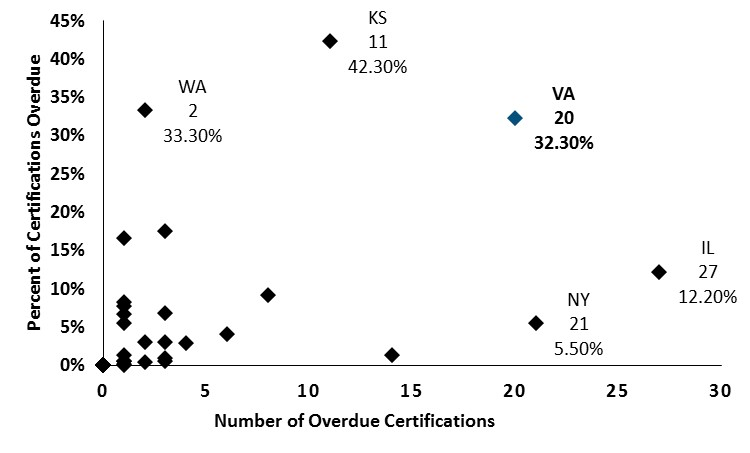 45%
40%
35%
30%
25%
20%
15%
10%
5%
0%
Percent of Certifications Overdue
KS
11
42.30%
WA
2
33.30%
VA
20
32.30%
IL
27
12.20%
NY
21
5.50%
0 5 10 15 20 25 30
Number of Overdue Certifications